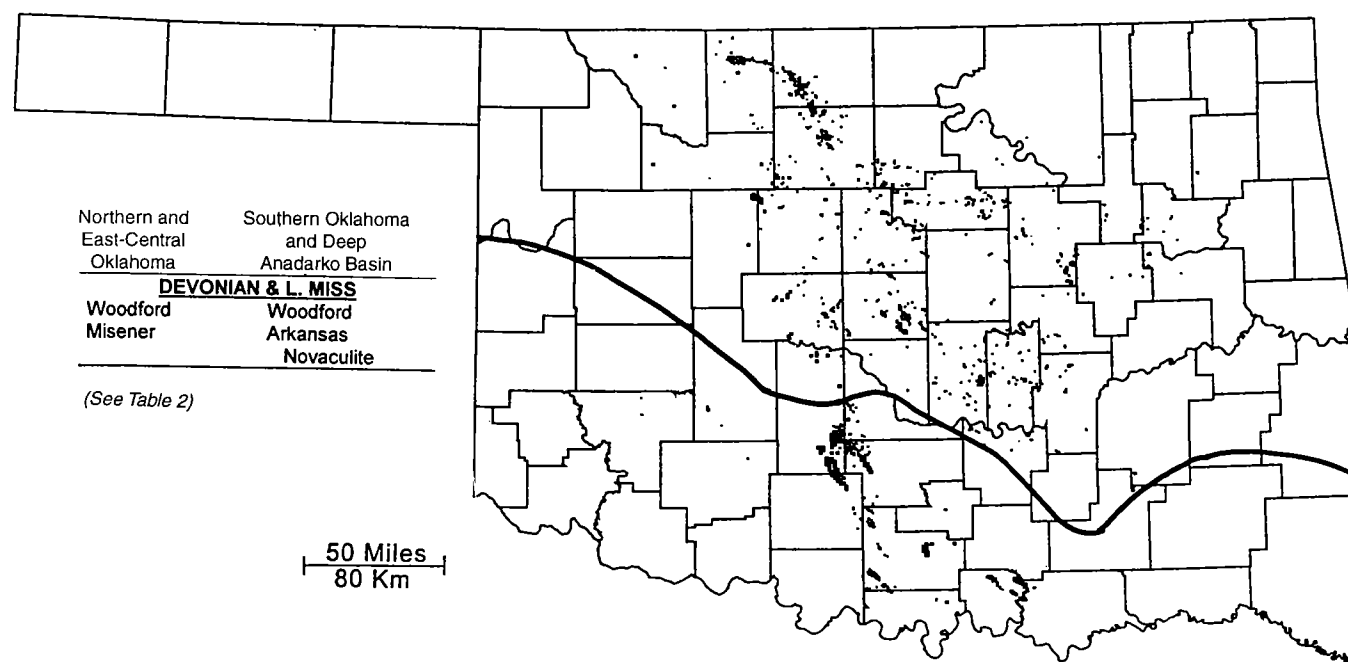 Northern and Southern Oklahoma
East-Central and Deep
Oklahoma Anadarko Basin
DEVONIAN & L. MISS
Woodford Woodford
Misener Arkansas
Novaculite
(See Table 2)
50 Miles
80 Km